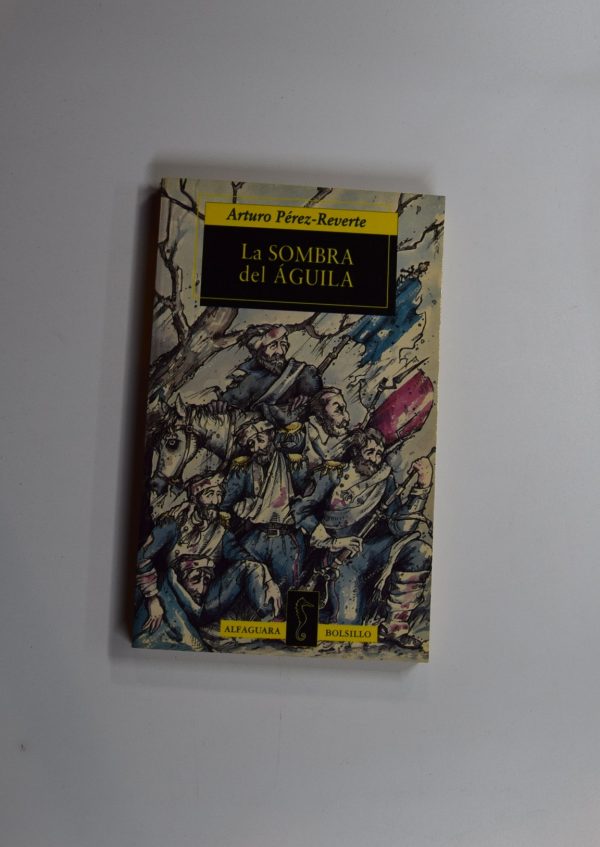 Arturo Pérez-Reverte
La SOMBRA
del ÁGUILA
ALFAGUARA BOLSILLO